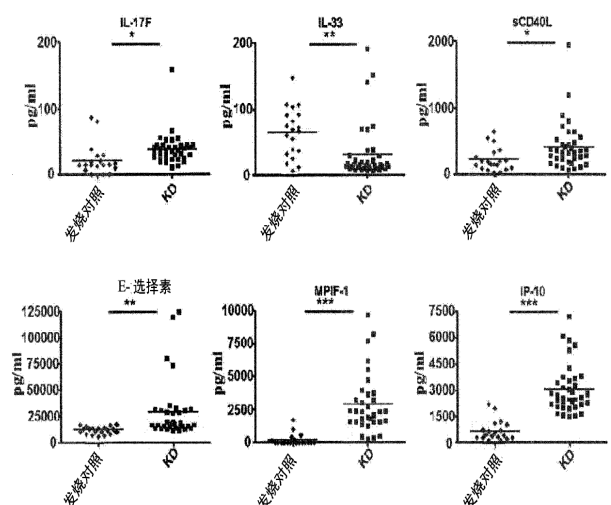 IL-17F
*
pg/ml
200
100
0
发烧对照
KD
IL-33
**
pg/ml
200
150
100
50
0
发烧对照
KD
sCD40L
*
pg/ml
2000
1000
0
发烧对照
KD
E-选择素
**
pg/ml
125000
100000
75000
50000
25000
0
发烧对照
KD
MPIF-1
***
pg/ml
10000
7500
5000
2500
0
发烧对照
KD
IP-10
***
pg/ml
7500
6000
4500
3000
1500
0
发烧对照
KD